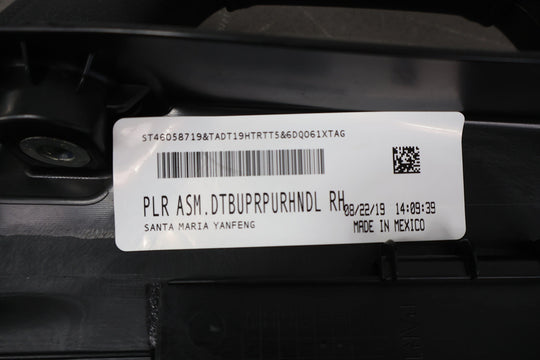 ST46058719&TADT19HTRTT5&6DQ061XTAG
PLR ASM.DTBUPRPURHNDL RH
08/22/19 14:09:39
SANTA MARIA YANFENG
MADE IN MEXICO